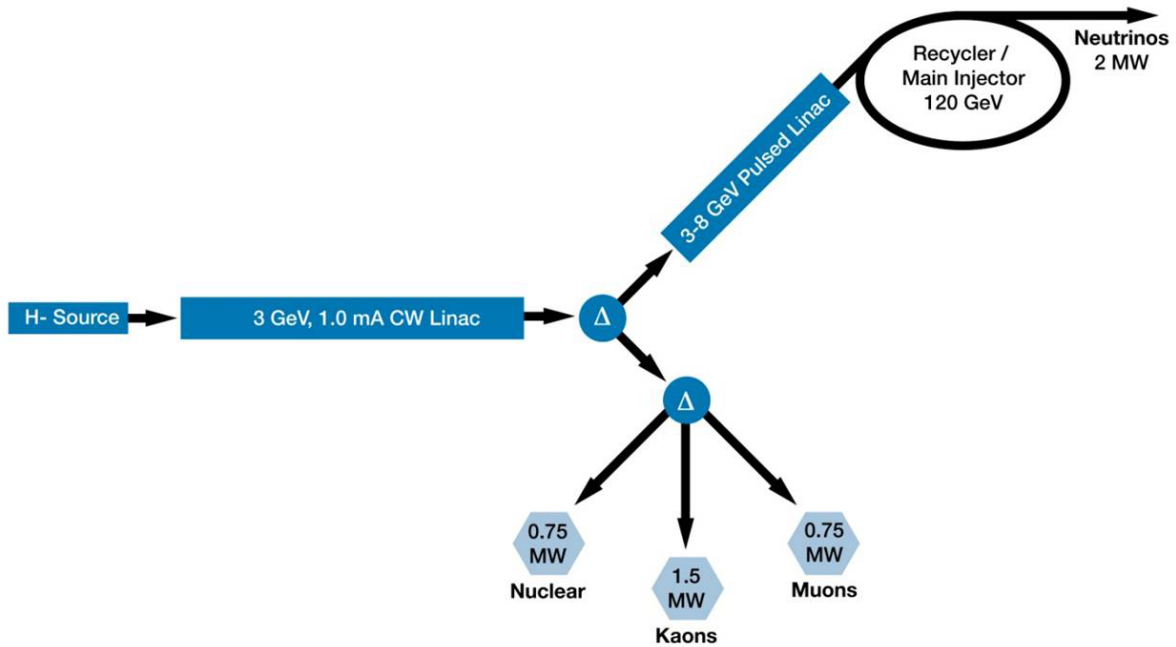 Neutrinos
2 MW
Recycler /
Main Injector
120 GeV
3-8 GeV Pulsed Linac
H- Source
3 GeV, 1.0 mA CW Linac
Δ
Δ
0.75
MW
Nuclear
1.5
MW
Kaons
0.75
MW
Muons